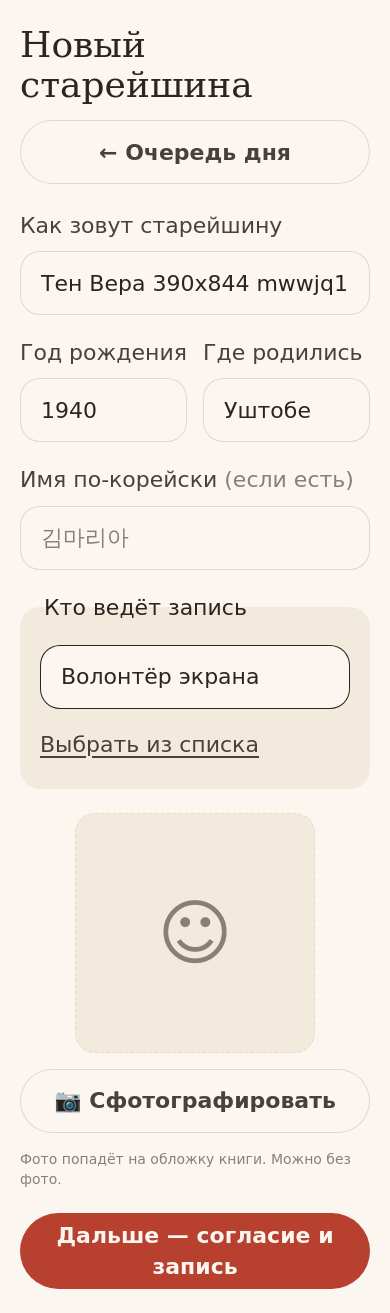 Новый
старейшина
← Очередь дня
Как зовут старейшину
Тен Вера 390x844 mwwjq1
Год рождения
Где родились
1940
Уштобе
Имя по-корейски (если есть)
김마리아
Кто ведёт запись
Волонтёр экрана
Выбрать из списка
Сфотографировать
Фото попадёт на обложку книги. Можно без
фото.
Дальше — согласие и
запись